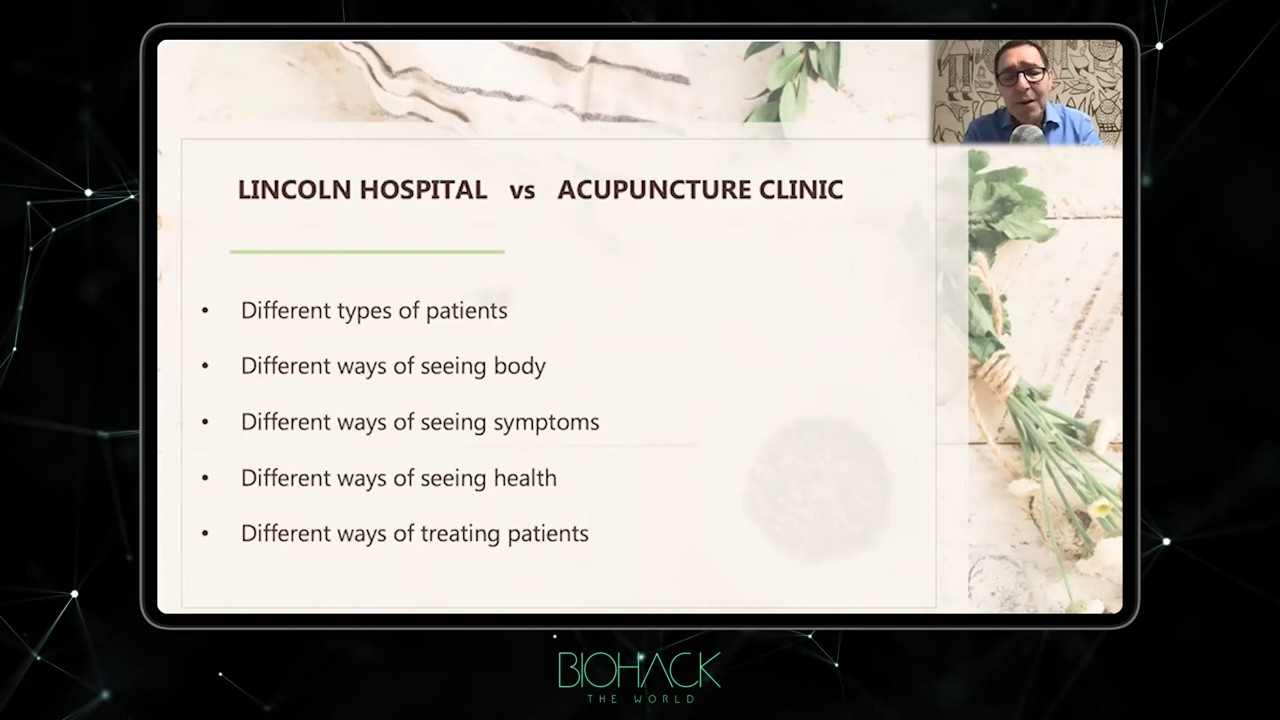 LINCOLN HOSPITAL vs ACUPUNCTURE CLINIC
• Different types of patients
• Different ways of seeing body
• Different ways of seeing symptoms
• Different ways of seeing health
• Different ways of treating patients
BIOHACK
THE WORLD